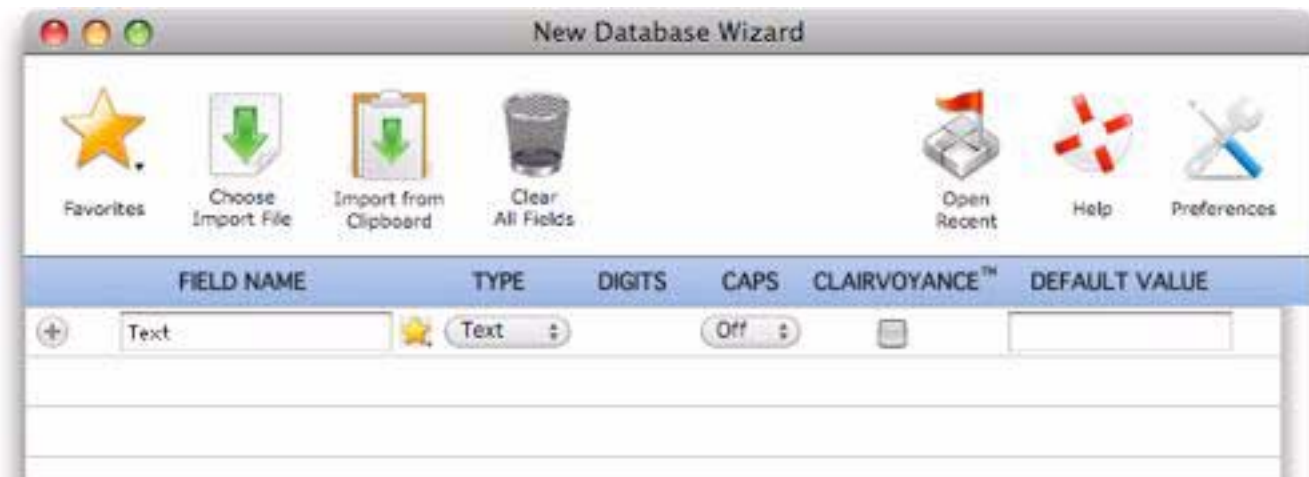 New Database Wizard
Favorites
Choose
Import File
Import from
Clipboard
Clear
All Fields
Open
Recent
Help
Preferences
FIELD NAME TYPE DIGITS CAPS CLAIRVOYANCE™ DEFAULT VALUE
Text Text Off